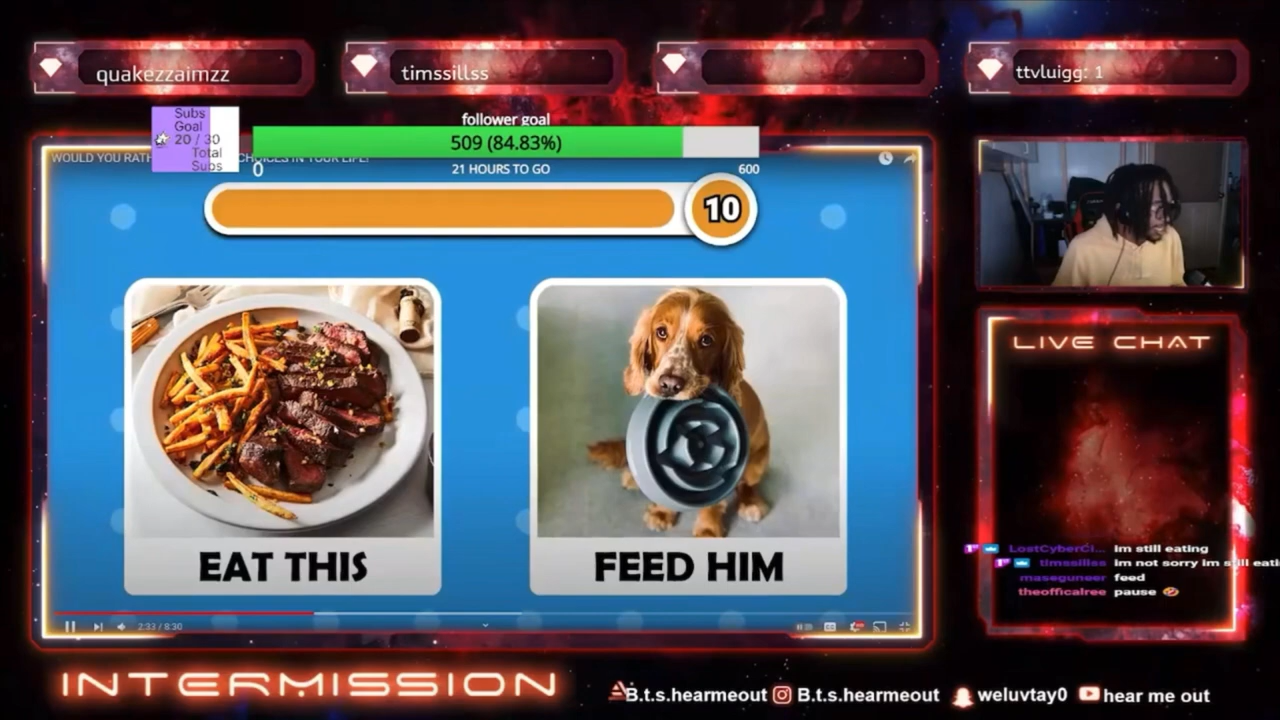 quakezzaimzz
timssillss
ttvluigg: 1
Subs
Goal
20 / 30
Total
Subs
follower goal
509 (84.83%)
0
21 HOURS TO GO
600
WOULD YOU RATH
CHOICES IN YOUR LIFE!
10
EAT THIS
FEED HIM
2:33 / 8:30
LIVE CHAT
LostCyberCi... Im still eating
timssillss Im not sorry im still eati
maseguneer feed
theofficalree pause
INTERMISSION
B.t.s.hearmeout
B.t.s.hearmeout
weluvtay0
hear me out